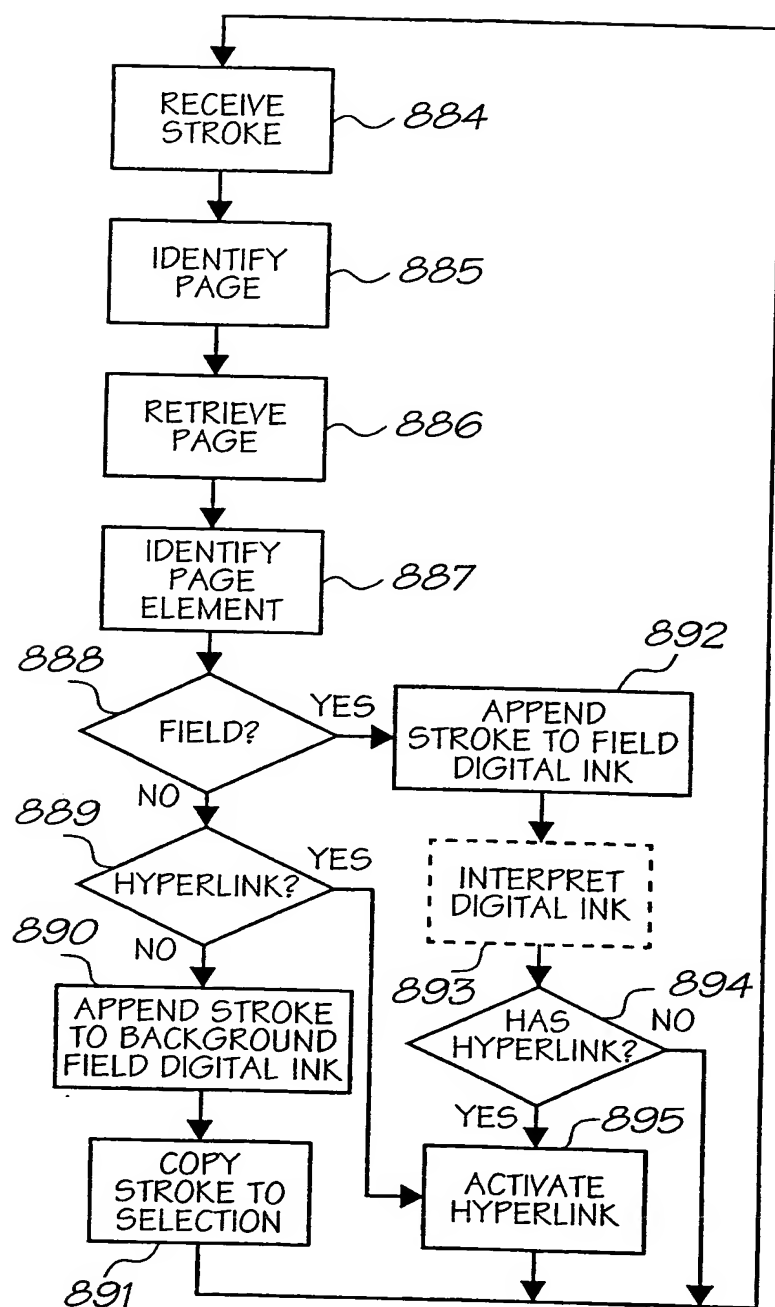 RECEIVE
STROKE
884
IDENTIFY
PAGE
885
RETRIEVE
PAGE
886
IDENTIFY
PAGE
ELEMENT
887
888
FIELD?
YES
NO
892
APPEND
STROKE TO FIELD
DIGITAL INK
889
HYPERLINK?
YES
NO
INTERPRET
DIGITAL INK
893
890
APPEND STROKE
TO BACKGROUND
FIELD DIGITAL INK
894
HAS
HYPERLINK?
NO
YES
895
COPY
STROKE TO
SELECTION
891
ACTIVATE
HYPERLINK